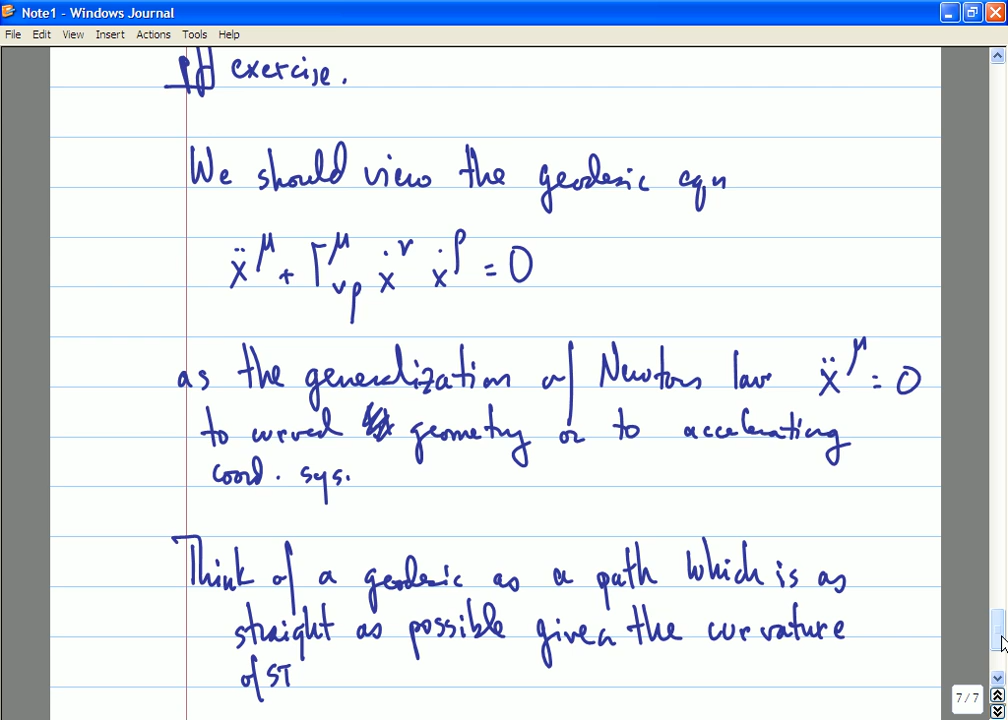 Note1 - Windows Journal
File Edit View Insert Actions Tools Help
Pf exercise.
We should view the geodesic eqn
ẍ^μ + Γ^μ_νρ ẋ^ν ẋ^ρ = 0
as the generalization of Newtons law ẍ^μ = 0
to curved geometry or to accelerating
coord. sys.
Think of a geodesic as a path which is as
straight as possible given the curvature
of ST
7/7